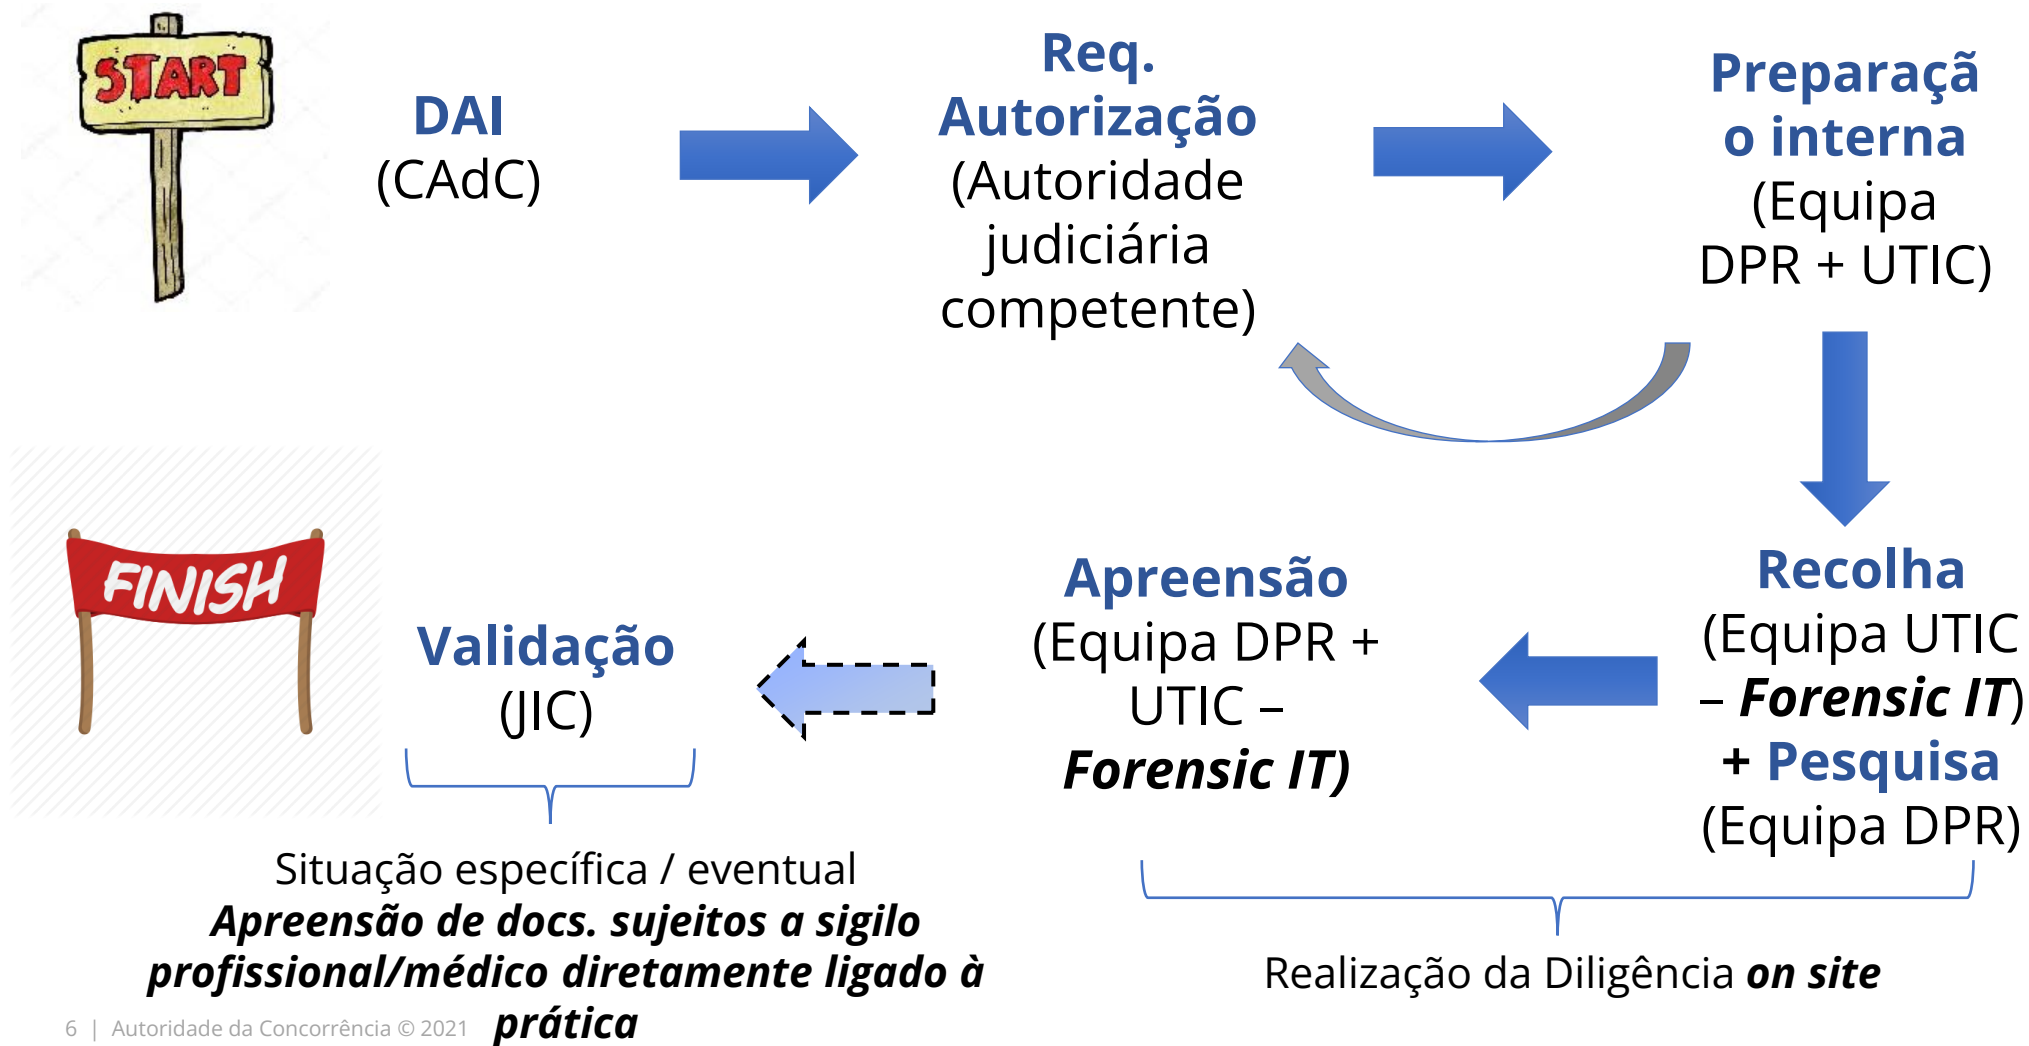 START
DAI
(CAdC)
Req.
Autorização
(Autoridade
judiciária
competente)
Preparaçã
o interna
(Equipa
DPR + UTIC)
Recolha
(Equipa UTIC
– Forensic IT)
+ Pesquisa
(Equipa DPR)
Apreensão
(Equipa DPR +
UTIC –
Forensic IT)
Realização da Diligência on site
Validação
(JIC)
FINISH
Situação específica / eventual
Apreensão de docs. sujeitos a sigilo
profissional/médico diretamente ligado à
prática
6 | Autoridade da Concorrência © 2021